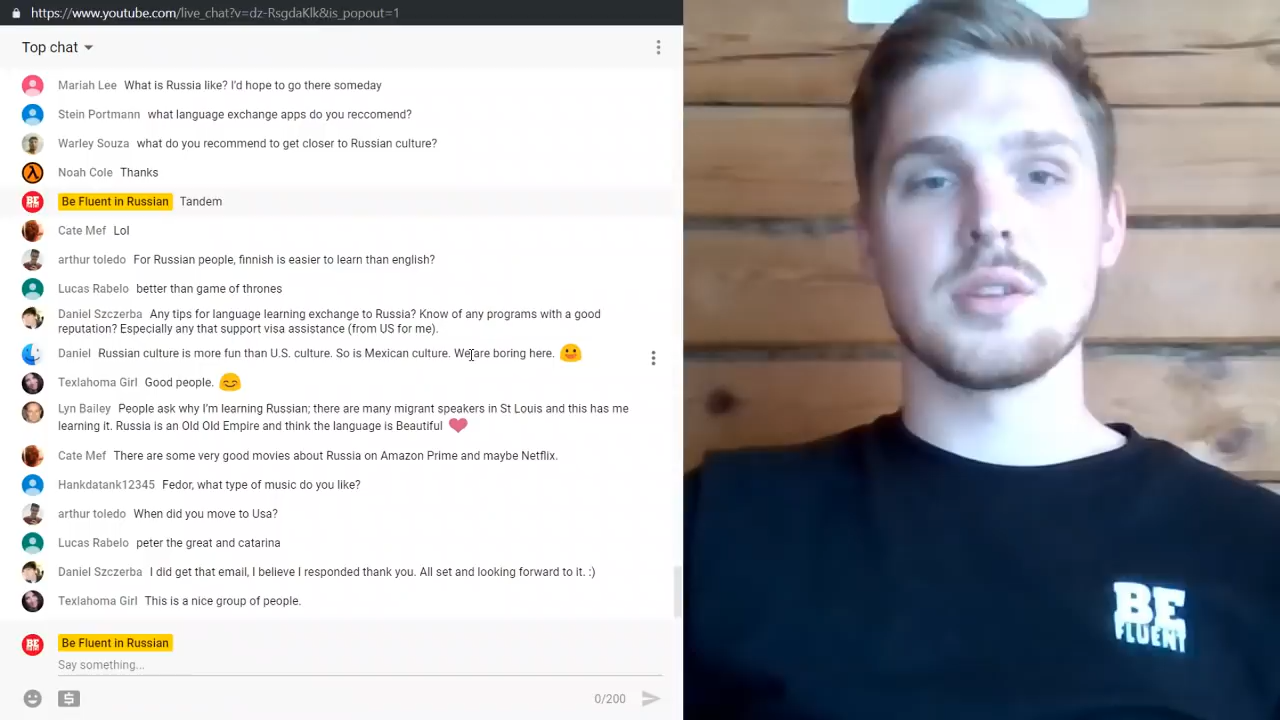 https://www.youtube.com/live_chat?v=dz-RsgdaKlk&is_popout=1
Top chat
Mariah Lee What is Russia like? I'd hope to go there someday
Stein Portmann what language exchange apps do you reccomend?
Warley Souza what do you recommend to get closer to Russian culture?
Noah Cole Thanks
Be Fluent in Russian Tandem
Cate Mef Lol
arthur toledo For Russian people, finnish is easier to learn than english?
Lucas Rabelo better than game of thrones
Daniel Szczerba Any tips for language learning exchange to Russia? Know of any programs with a good
reputation? Especially any that support visa assistance (from US for me).
Daniel Russian culture is more fun than U.S. culture. So is Mexican culture. We are boring here.
Texlahoma Girl Good people.
Lyn Bailey People ask why I'm learning Russian; there are many migrant speakers in St Louis and this has me
learning it. Russia is an Old Old Empire and think the language is Beautiful
Cate Mef There are some very good movies about Russia on Amazon Prime and maybe Netflix.
Hankdatank12345 Fedor, what type of music do you like?
arthur toledo When did you move to Usa?
Lucas Rabelo peter the great and catarina
Daniel Szczerba I did get that email, I believe I responded thank you. All set and looking forward to it. :)
Texlahoma Girl This is a nice group of people.
Be Fluent in Russian
Say something...
0/200
BE
FLUENT